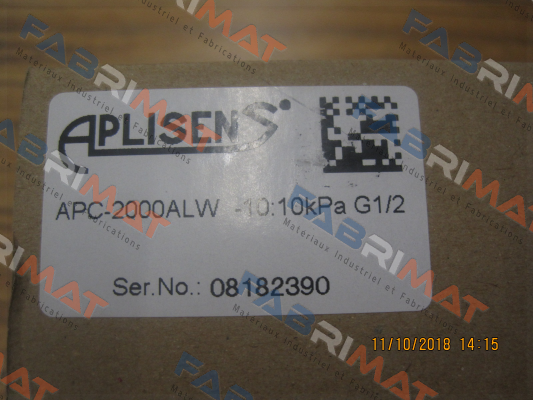 APLISENS
APC-2000ALW -10:10kPa G1/2
Ser.No.: 08182390
11/10/2018 14:15
FABRIMAT
Materiaux Industriel et Fabrications